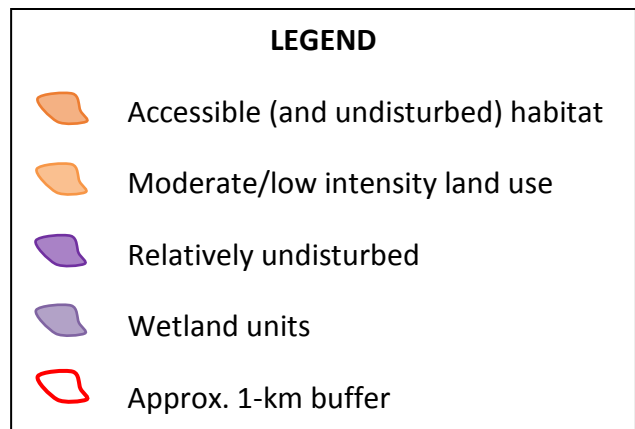 LEGEND
Accessible (and undisturbed) habitat
Moderate/low intensity land use
Relatively undisturbed
Wetland units
Approx. 1-km buffer